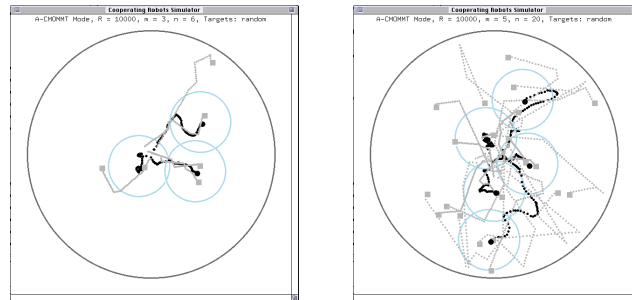 Cooperating Robots Simulator
A-CMOMMT Mode, R = 10000, m = 3, n = 6, Targets: random
Cooperating Robots Simulator
A-CMOMMT Mode, R = 10000, m = 5, n = 20, Targets: random